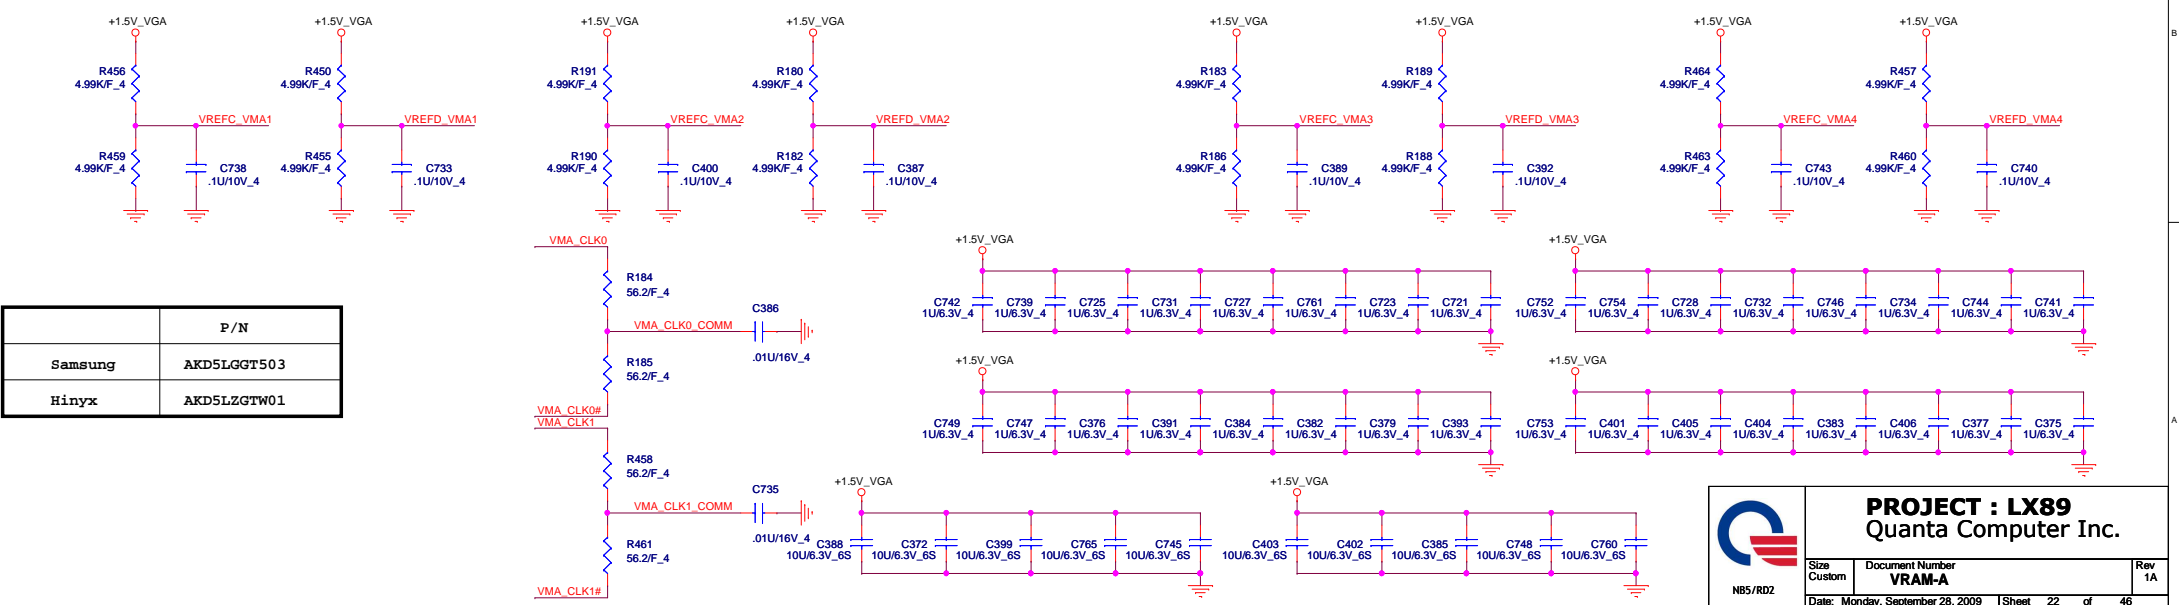 +1.5V_VGA +1.5V_VGA +1.5V_VGA +1.5V_VGA +1.5V_VGA +1.5V_VGA +1.5V_VGA +1.5V_VGA
B
R456 R450 R191 R180 R183 R189 R464 R457
4.99K/F_4 4.99K/F_4 4.99K/F_4 4.99K/F_4 4.99K/F_4 4.99K/F_4 4.99K/F_4 4.99K/F_4
VREFC_VMA1 VREFD_VMA1 VREFC_VMA2 VREFD_VMA2 VREFC_VMA3 VREFD_VMA3 VREFC_VMA4 VREFD_VMA4
R459 R455 R190 R182 R186 R188 R463 R460
4.99K/F_4 4.99K/F_4 4.99K/F_4 4.99K/F_4 4.99K/F_4 4.99K/F_4 4.99K/F_4 4.99K/F_4
C738 C733 C400 C387 C389 C392 C743 C740
.1U/10V_4 .1U/10V_4 .1U/10V_4 .1U/10V_4 .1U/10V_4 .1U/10V_4 .1U/10V_4 .1U/10V_4
P/N
Samsung AKD5LGGT503
Hinyx AKD5LZGTW01
VMA_CLK0
R184
56.2/F_4
C386
VMA_CLK0_COMM
.01U/16V_4
R185
56.2/F_4
VMA_CLK0#
VMA_CLK1
R458
56.2/F_4
C735
VMA_CLK1_COMM
.01U/16V_4
R461
56.2/F_4
VMA_CLK1#
+1.5V_VGA +1.5V_VGA
C742 C739 C725 C731 C727 C761 C723 C721 C752 C754 C728 C732 C746 C734 C744 C741
1U/6.3V_4 1U/6.3V_4 1U/6.3V_4 1U/6.3V_4 1U/6.3V_4 1U/6.3V_4 1U/6.3V_4 1U/6.3V_4 1U/6.3V_4 1U/6.3V_4 1U/6.3V_4 1U/6.3V_4 1U/6.3V_4 1U/6.3V_4 1U/6.3V_4 1U/6.3V_4
+1.5V_VGA +1.5V_VGA
C749 C747 C376 C391 C384 C382 C379 C393 C753 C401 C405 C404 C383 C406 C377 C375
1U/6.3V_4 1U/6.3V_4 1U/6.3V_4 1U/6.3V_4 1U/6.3V_4 1U/6.3V_4 1U/6.3V_4 1U/6.3V_4 1U/6.3V_4 1U/6.3V_4 1U/6.3V_4 1U/6.3V_4 1U/6.3V_4 1U/6.3V_4 1U/6.3V_4 1U/6.3V_4
A
+1.5V_VGA +1.5V_VGA
C388 C372 C399 C765 C745 C403 C402 C385 C748 C760
10U/6.3V_6S 10U/6.3V_6S 10U/6.3V_6S 10U/6.3V_6S 10U/6.3V_6S 10U/6.3V_6S 10U/6.3V_6S 10U/6.3V_6S 10U/6.3V_6S 10U/6.3V_6S
PROJECT : LX89
Quanta Computer Inc.
NB5/RD2
Size Document Number Rev
Custom VRAM-A 1A
Date: Monday, September 28, 2009 Sheet 22 of 46